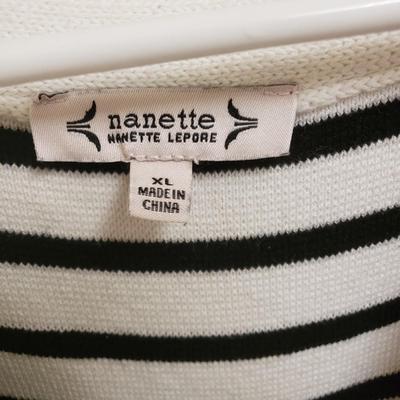 nanette
NANETTE LEPORE
XL
MADE IN
CHINA